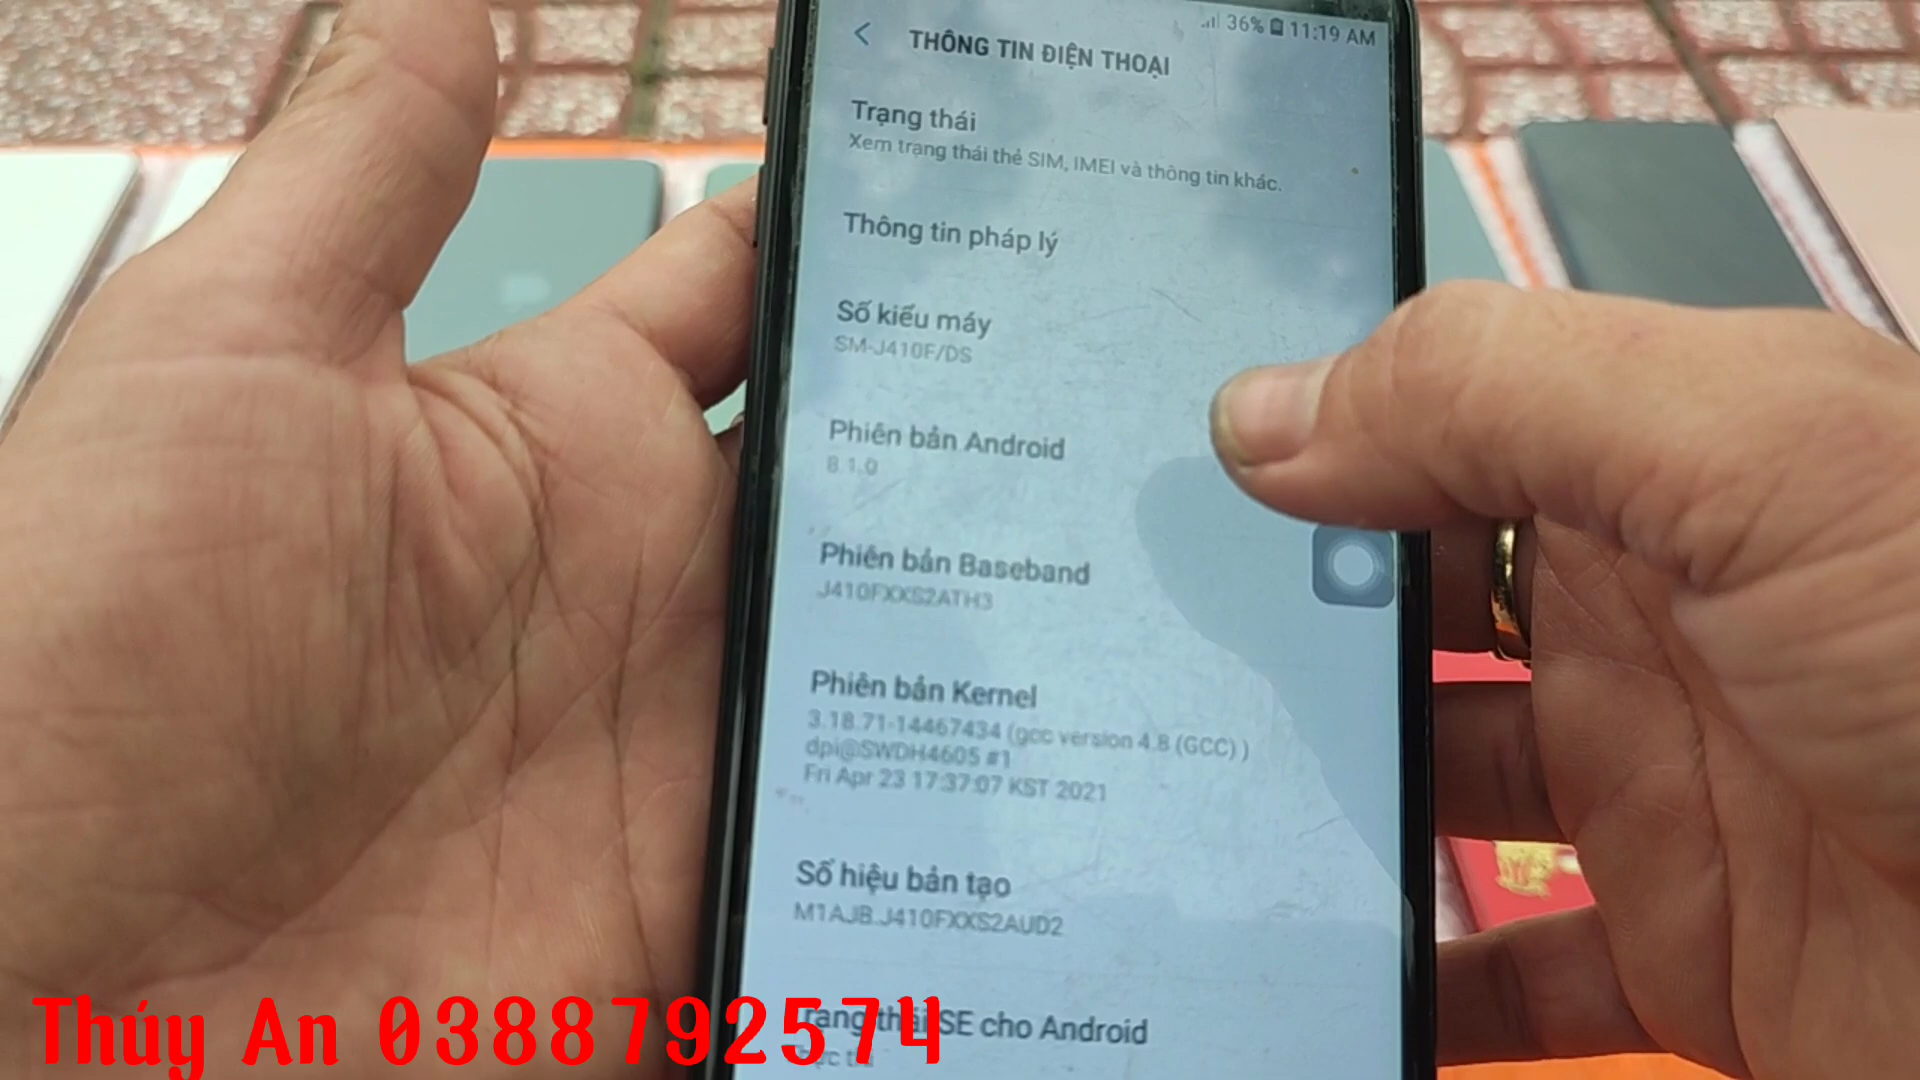 36% 11:19 AM
THÔNG TIN ĐIỆN THOẠI
Trạng thái
Xem trạng thái thẻ SIM, IMEI và thông tin khác.
Thông tin pháp lý
Số kiểu máy
SM-J410F/DS
Phiên bản Android
8.1.0
Phiên bản Baseband
J410FXXS2ATH3
Phiên bản Kernel
3.18.71-14467434 (gcc version 4.8 (GCC) )
dpi@SWDH4605 #1
Fri Apr 23 17:37:07 KST 2021
Số hiệu bản tạo
M1AJB.J410FXXS2AUD2
Trạng thái SE cho Android
Thúy An 0388792574